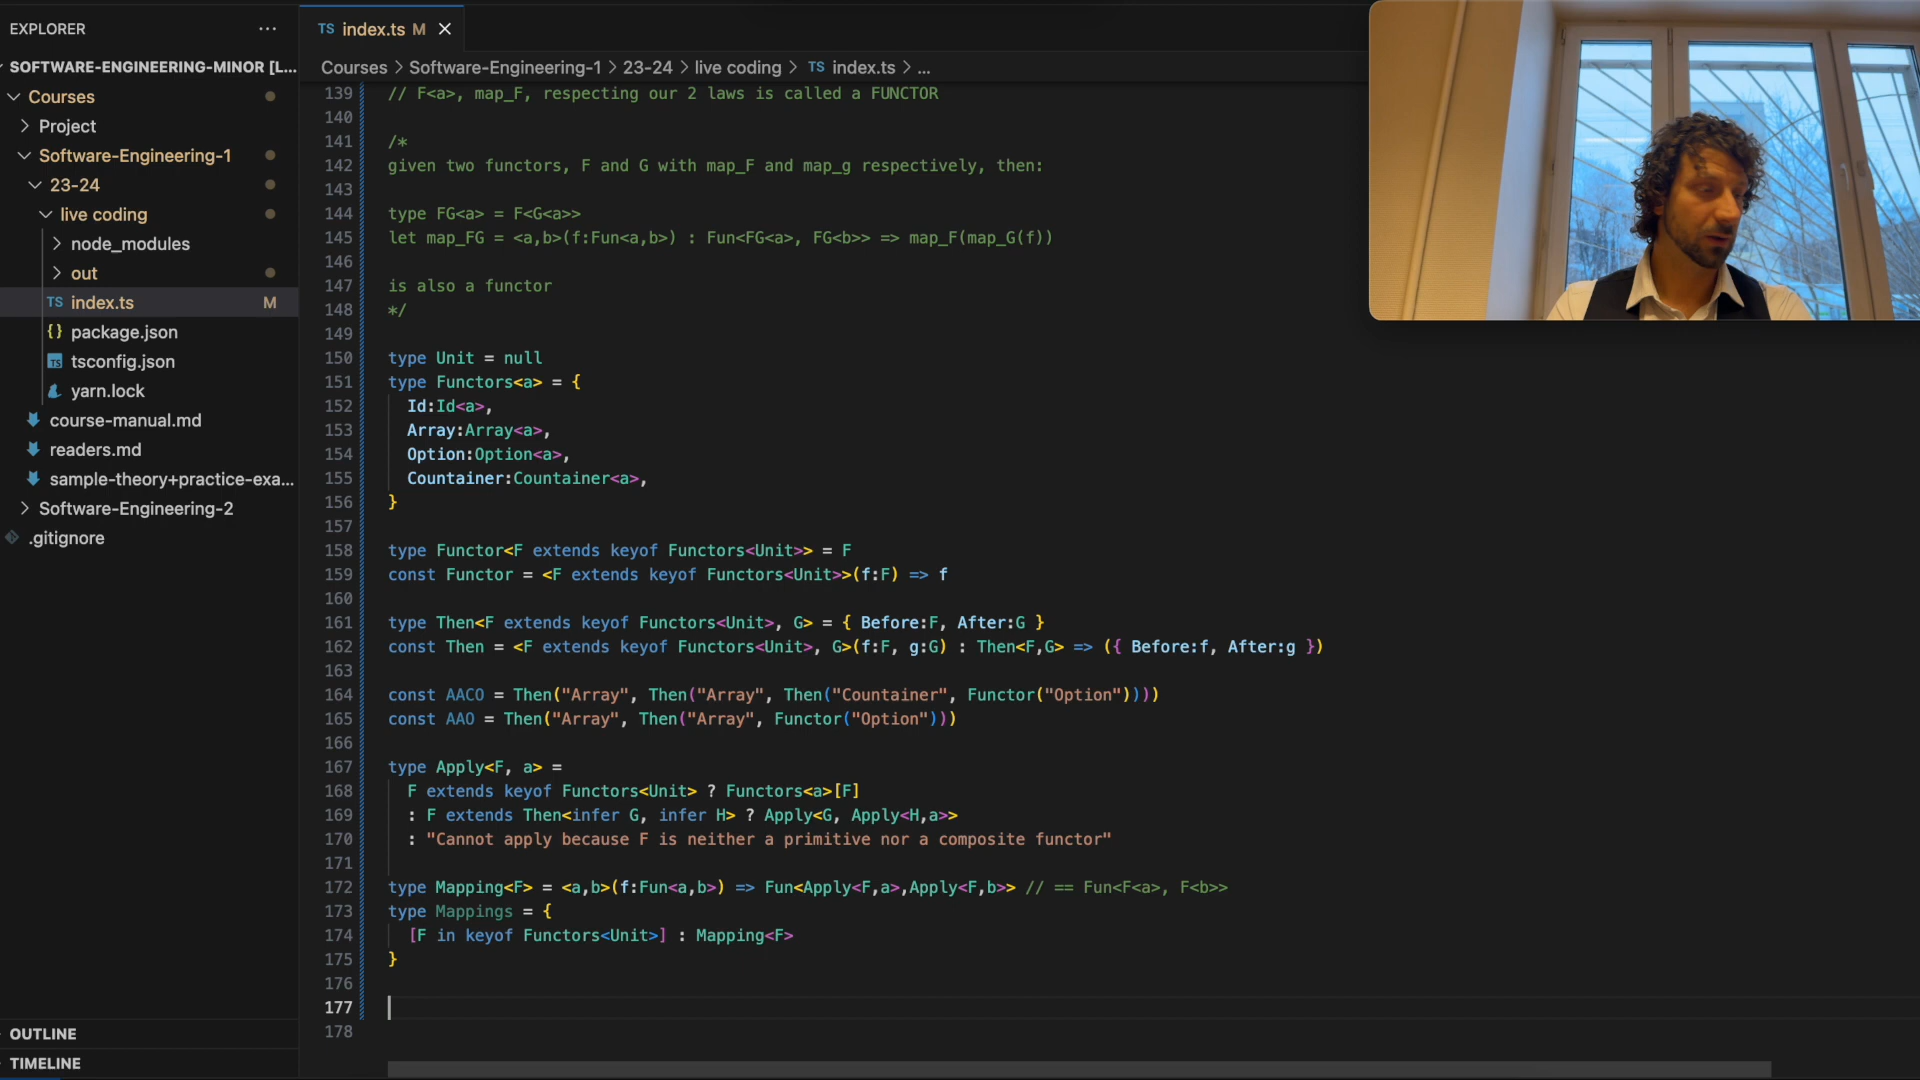 EXPLORER
SOFTWARE-ENGINEERING-MINOR [L...
Courses
Project
Software-Engineering-1
23-24
live coding
node_modules
out
TS index.ts M
{} package.json
TS tsconfig.json
yarn.lock
course-manual.md
readers.md
sample-theory+practice-exa...
Software-Engineering-2
.gitignore
OUTLINE
TIMELINE
TS index.ts M
Courses > Software-Engineering-1 > 23-24 > live coding > TS index.ts > ...
139 // F<a>, map_F, respecting our 2 laws is called a FUNCTOR
140
141 /*
142 given two functors, F and G with map_F and map_g respectively, then:
143
144 type FG<a> = F<G<a>>
145 let map_FG = <a,b>(f:Fun<a,b>) : Fun<FG<a>, FG<b>> => map_F(map_G(f))
146
147 is also a functor
148 */
149
150 type Unit = null
151 type Functors<a> = {
152 Id:Id<a>,
153 Array:Array<a>,
154 Option:Option<a>,
155 Countainer:Countainer<a>,
156 }
157
158 type Functor<F extends keyof Functors<Unit>> = F
159 const Functor = <F extends keyof Functors<Unit>>(f:F) => f
160
161 type Then<F extends keyof Functors<Unit>, G> = { Before:F, After:G }
162 const Then = <F extends keyof Functors<Unit>, G>(f:F, g:G) : Then<F,G> => ({ Before:f, After:g })
163
164 const AACO = Then("Array", Then("Array", Then("Countainer", Functor("Option"))))
165 const AAO = Then("Array", Then("Array", Functor("Option")))
166
167 type Apply<F, a> =
168 F extends keyof Functors<Unit> ? Functors<a>[F]
169 : F extends Then<infer G, infer H> ? Apply<G, Apply<H,a>>
170 : "Cannot apply because F is neither a primitive nor a composite functor"
171
172 type Mapping<F> = <a,b>(f:Fun<a,b>) => Fun<Apply<F,a>,Apply<F,b>> // == Fun<F<a>, F<b>>
173 type Mappings = {
174 [F in keyof Functors<Unit>] : Mapping<F>
175 }
176
177
178